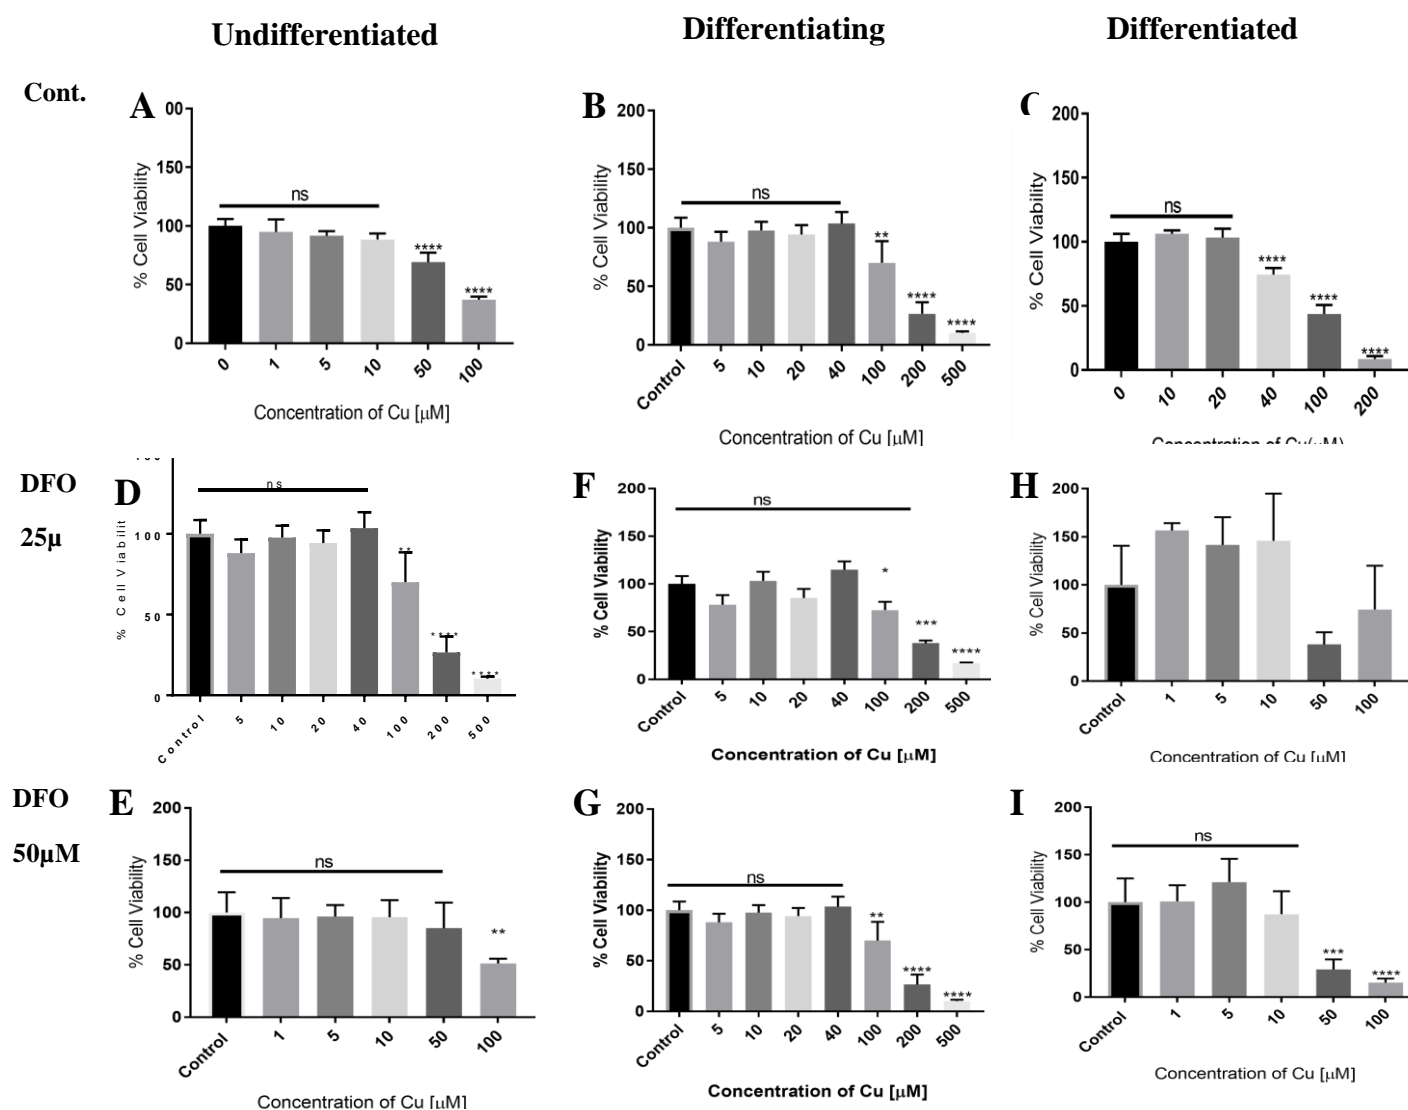 Undifferentiated
Differentiating
Differentiated
Cont.
A
00
100
50
0
% Cell Viability
ns
****
****
0 1 5 10 50 100
Concentration of Cu [μM]
B
200
150
100
50
0
% Cell Viability
ns
**
****
****
Control 5 10 20 40 100 200 500
Concentration of Cu [μM]
200
150
100
50
0
% Cell Viability
ns
****
****
****
0 10 20 40 100 200
DFO
25μ
D
100
50
0
% Cell Viabilit
ns
**
****
****
Control 5 10 20 40 100 200 500
F
200
150
100
50
0
% Cell Viability
ns
*
***
****
Control 5 10 20 40 100 200 500
Concentration of Cu [μM]
H
200
150
100
50
0
% Cell Viability
Control 1 5 10 50 100
Concentration of Cu [μM]
DFO
50μM
E
200
150
100
50
0
% Cell Viability
ns
**
Control 1 5 10 50 100
Concentration of Cu [μM]
G
200
150
100
50
0
% Cell Viability
ns
**
****
****
Control 5 10 20 40 100 200 500
Concentration of Cu [μM]
I
200
150
100
50
0
% Cell Viability
ns
***
****
Control 1 5 10 50 100
Concentration of Cu [μM]